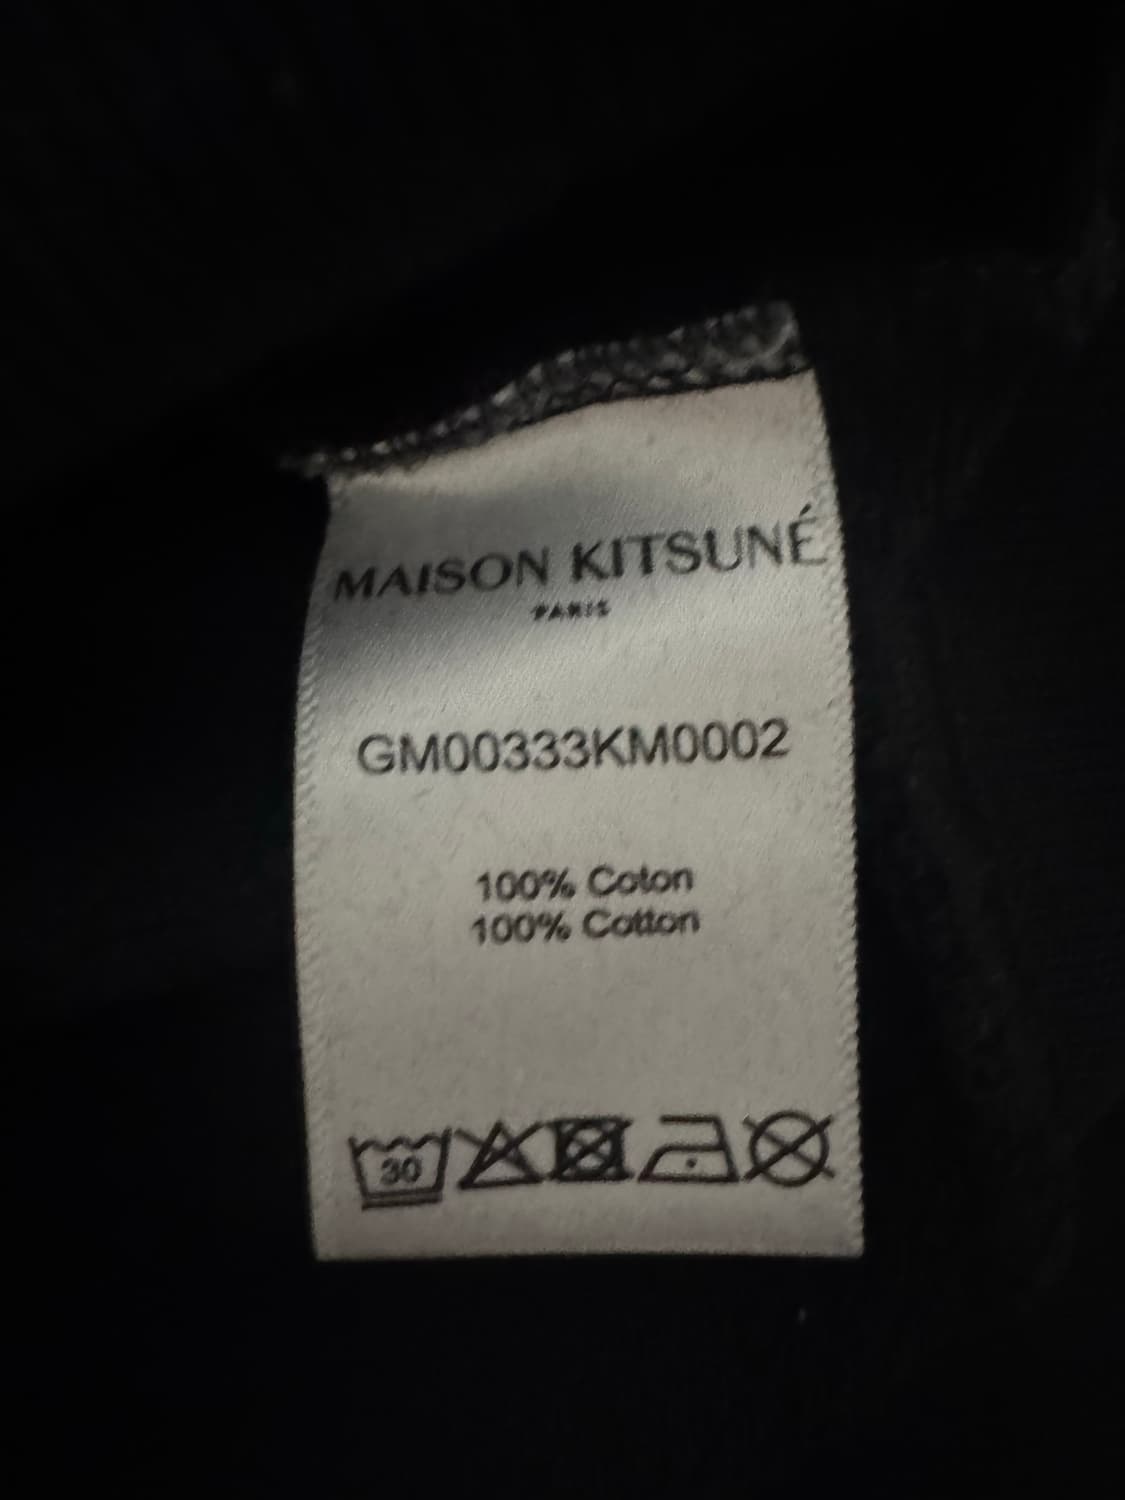 MAISON KITSUNÉ
PARIS
GM00333KM0002
100% Coton
100% Cotton
30